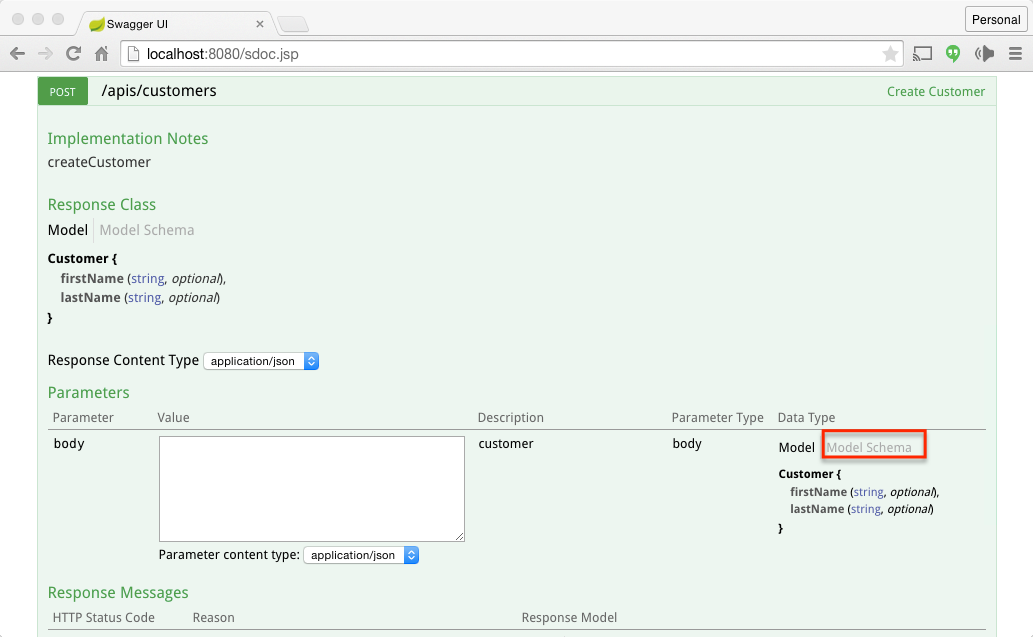 Swagger UI
Personal
localhost:8080/sdoc.jsp
POST /apis/customers Create Customer
Implementation Notes
createCustomer
Response Class
Model Model Schema
Customer {
firstName (string, optional),
lastName (string, optional)
}
Response Content Type application/json
Parameters
Parameter Value Description Parameter Type Data Type
body customer body Model Model Schema
Customer {
firstName (string, optional),
lastName (string, optional)
}
Parameter content type: application/json
Response Messages
HTTP Status Code Reason Response Model